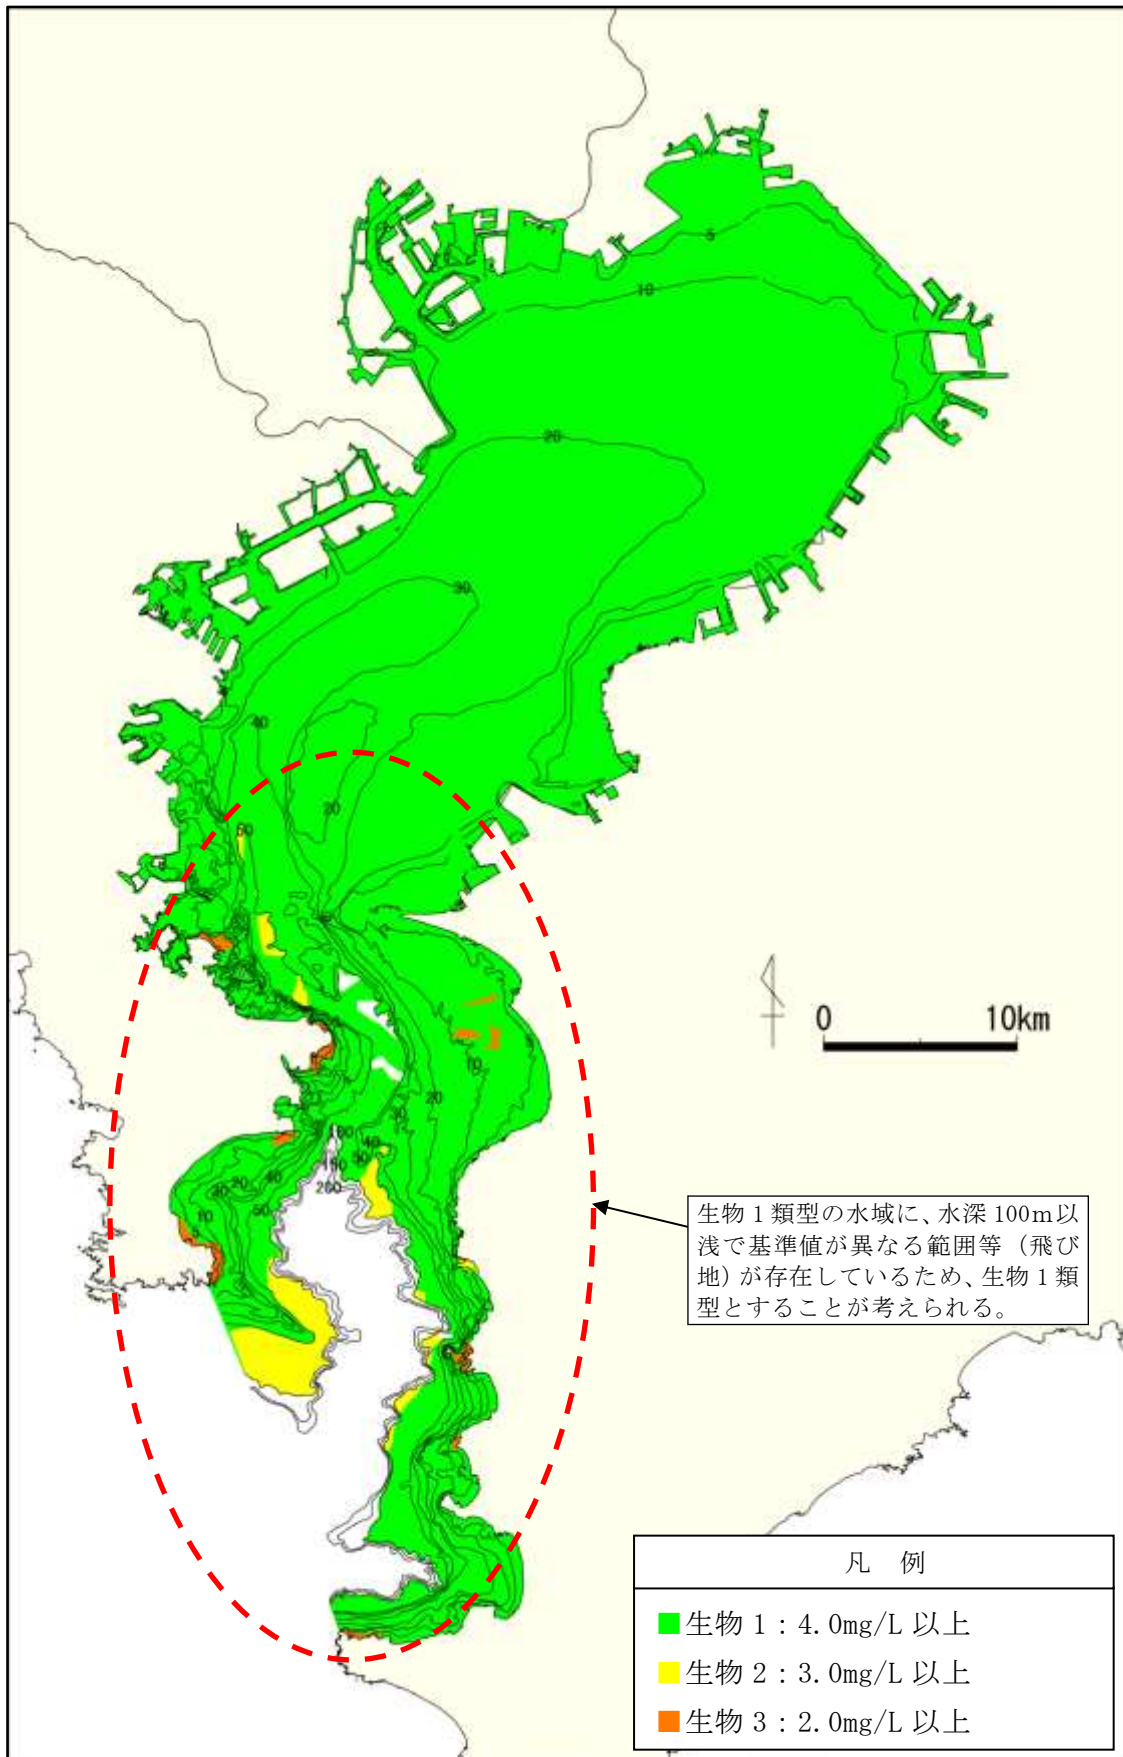 5
10
20
30
40
20
50
10
20
30
50
40
50
100
200
40
20
40
50
10
0 10km
生物1類型の水域に、水深100m以
浅で基準値が異なる範囲等（飛び
地）が存在しているため、生物1類
型とすることが考えられる。
凡 例
生物1：4.0mg/L以上
生物2：3.0mg/L以上
生物3：2.0mg/L以上